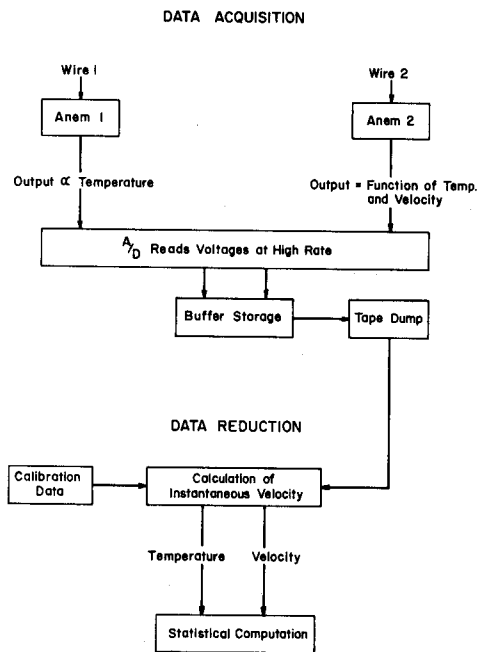 DATA ACQUISITION
Wire 1
Wire 2
Anem 1
Anem 2
Output ∝ Temperature
Output = Function of Temp.
and Velocity
A/D Reads Voltages at High Rate
Buffer Storage
Tape Dump
DATA REDUCTION
Calibration
Data
Calculation of
Instantaneous Velocity
Temperature
Velocity
Statistical Computation